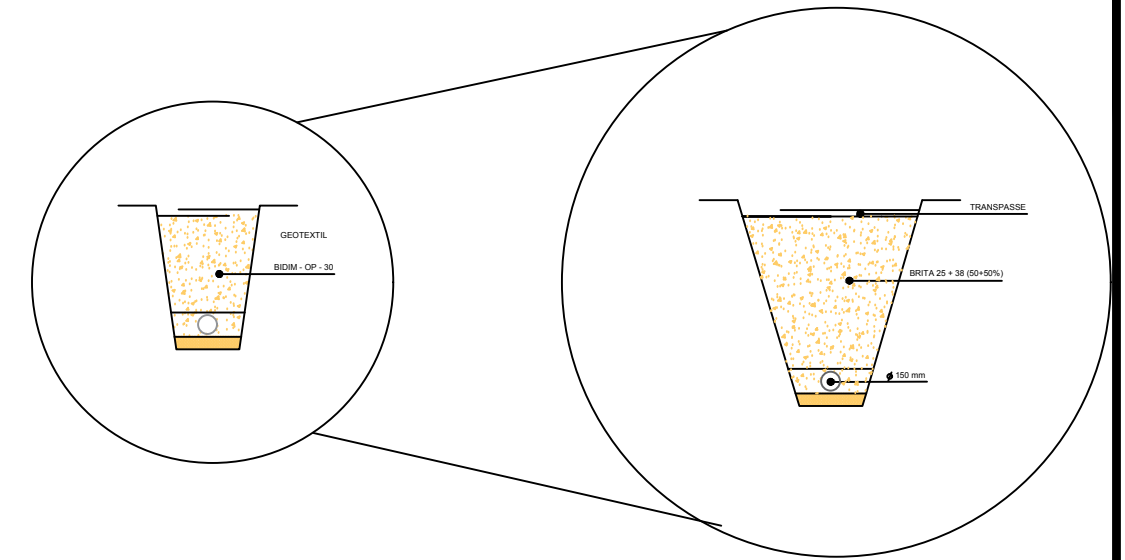 GEOTEXTIL
BIDIM - OP - 30
TRANSPASSE
BRITA 25 + 38 (50+50%)
ϕ 150 mm